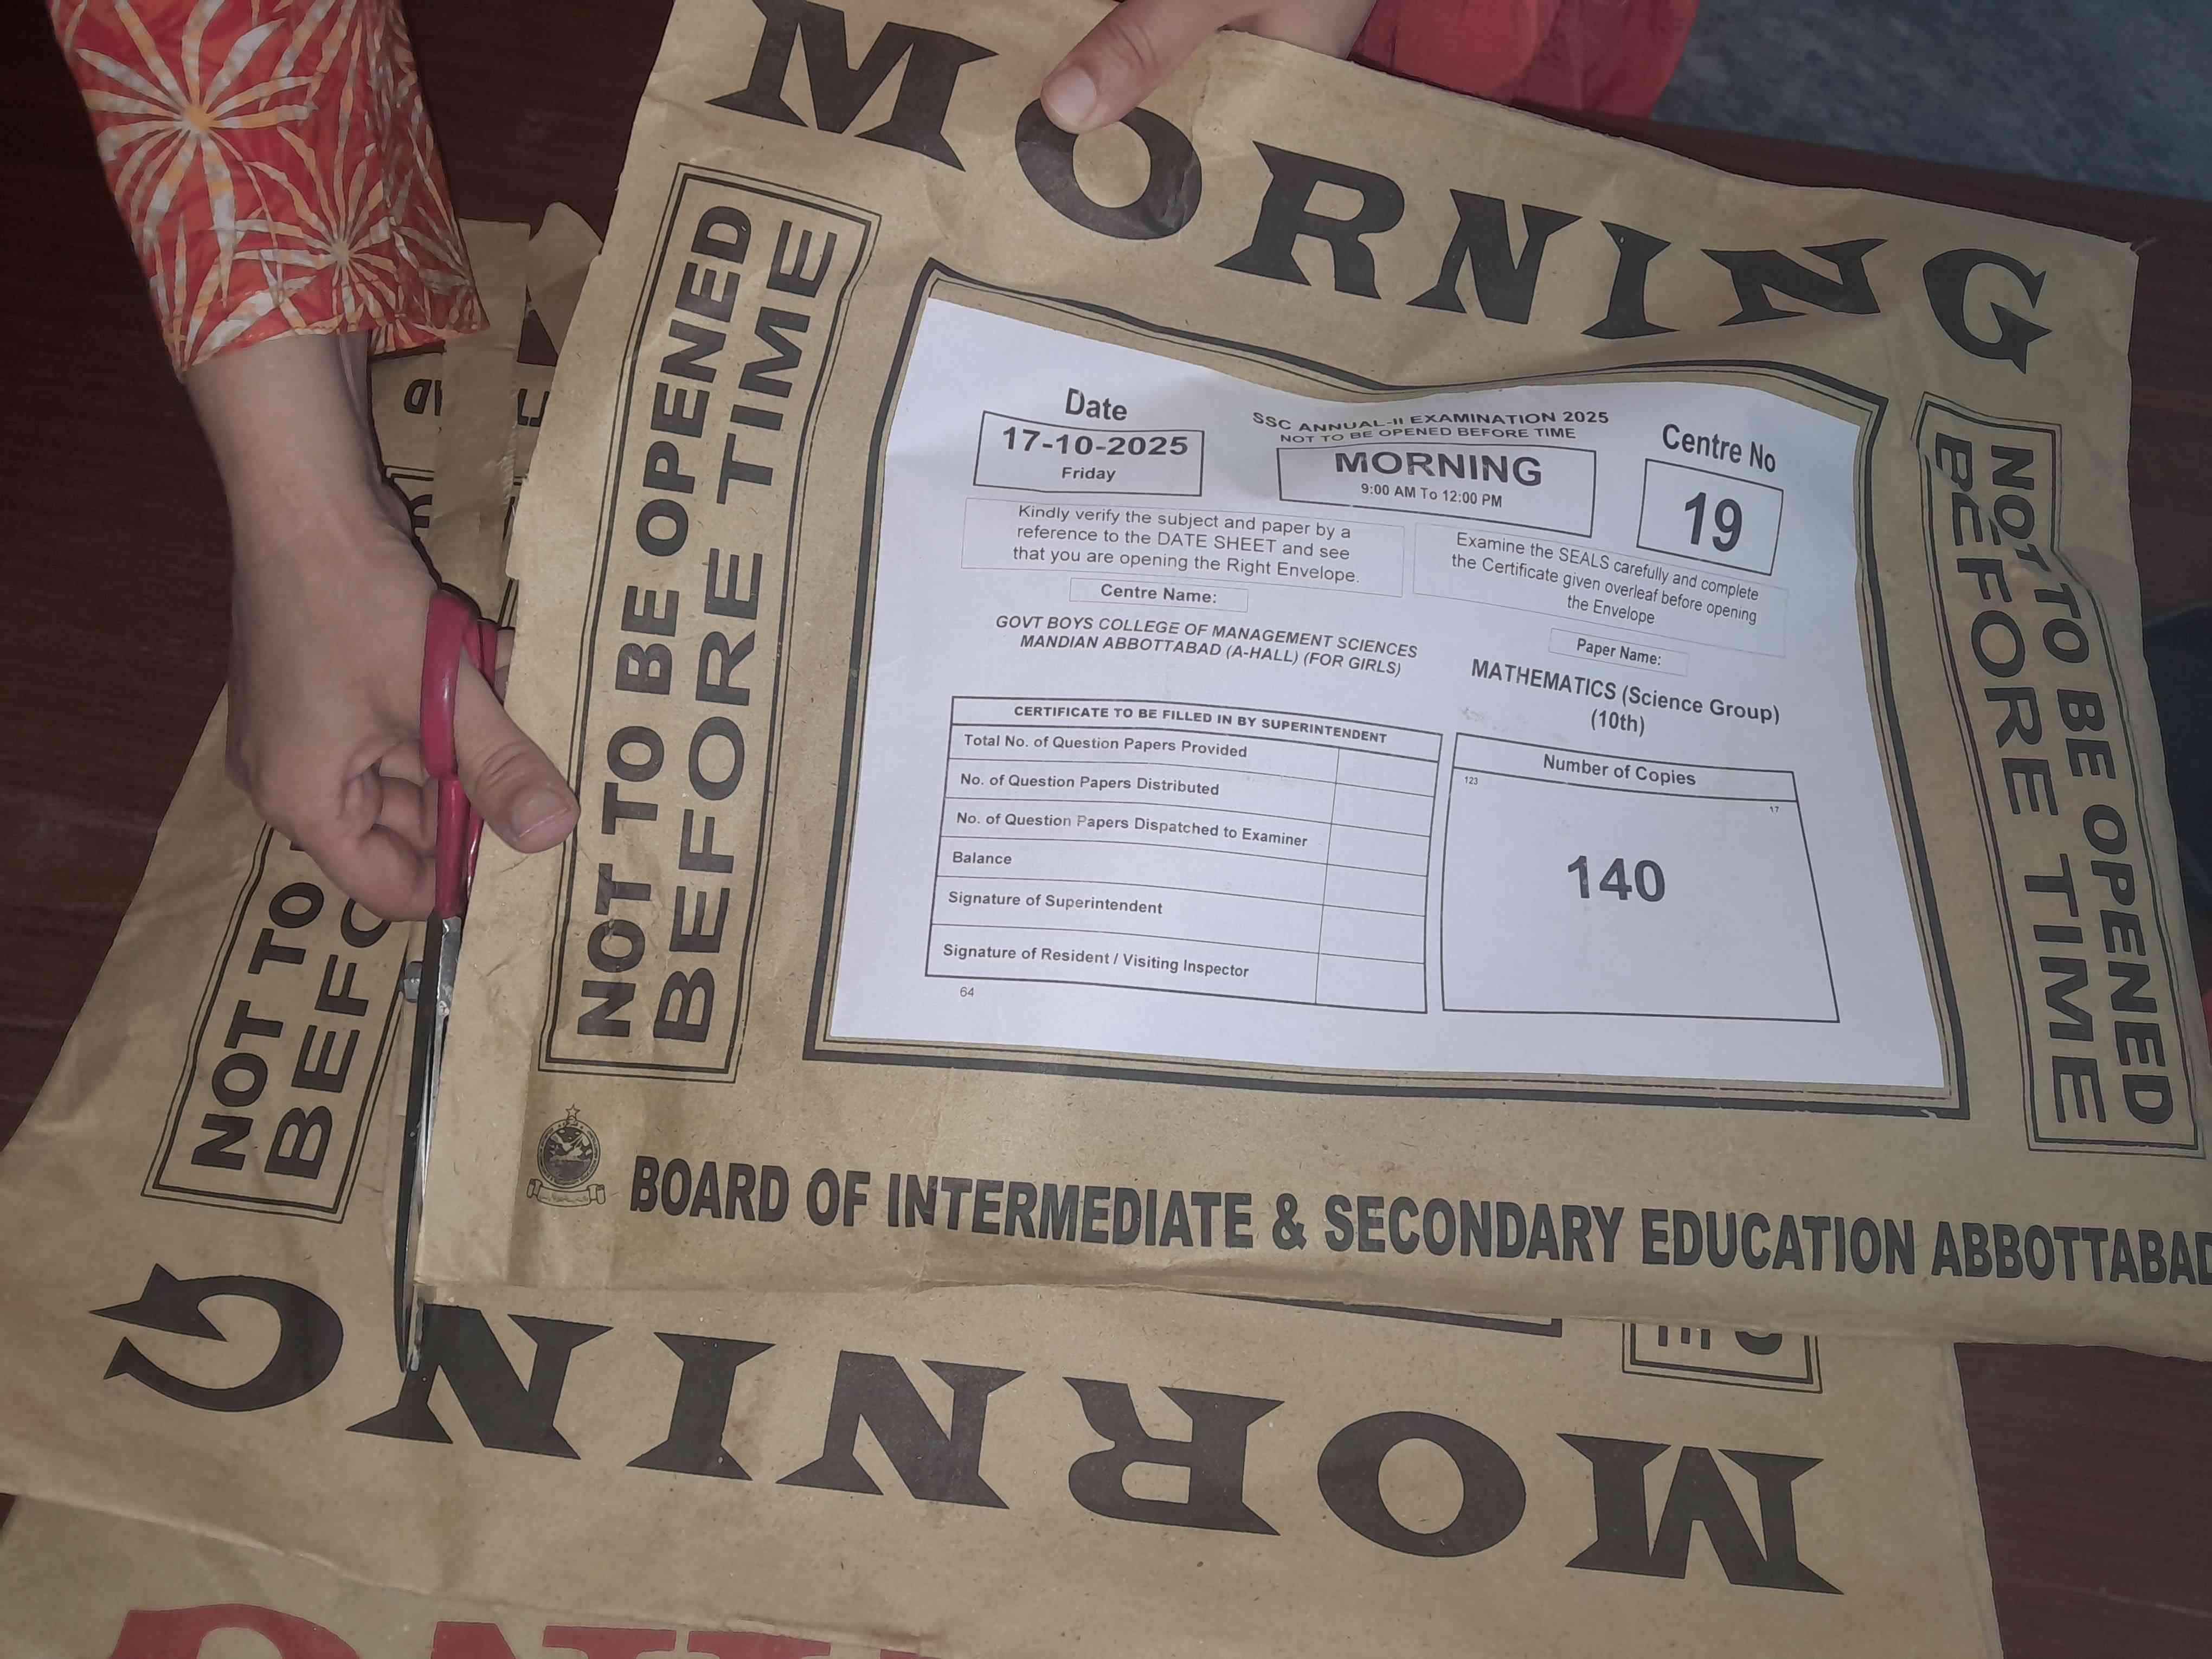 MORNING
NOT TO BE OPENED
BEFORE TIME
Date
17-10-2025
Friday
SSC ANNUAL-II EXAMINATION 2025
NOT TO BE OPENED BEFORE TIME
MORNING
9:00 AM To 12:00 PM
Centre No
19
Kindly verify the subject and paper by a
reference to the DATE SHEET and see
that you are opening the Right Envelope.
Examine the SEALS carefully and complete
the Certificate given overleaf before opening
the Envelope
Centre Name:
GOVT BOYS COLLEGE OF MANAGEMENT SCIENCES
MANDIAN ABBOTTABAD (A-HALL) (FOR GIRLS)
Paper Name:
MATHEMATICS (Science Group)
(10th)
CERTIFICATE TO BE FILLED IN BY SUPERINTENDENT
Total No. of Question Papers Provided
No. of Question Papers Distributed
No. of Question Papers Dispatched to Examiner
Balance
Signature of Superintendent
Signature of Resident / Visiting Inspector
64
Number of Copies
123
17
140
NOT TO BE OPENED
BEFORE TIME
BOARD OF INTERMEDIATE & SECONDARY EDUCATION ABBOTTABAD
NOT TO
BEFO
MORNING